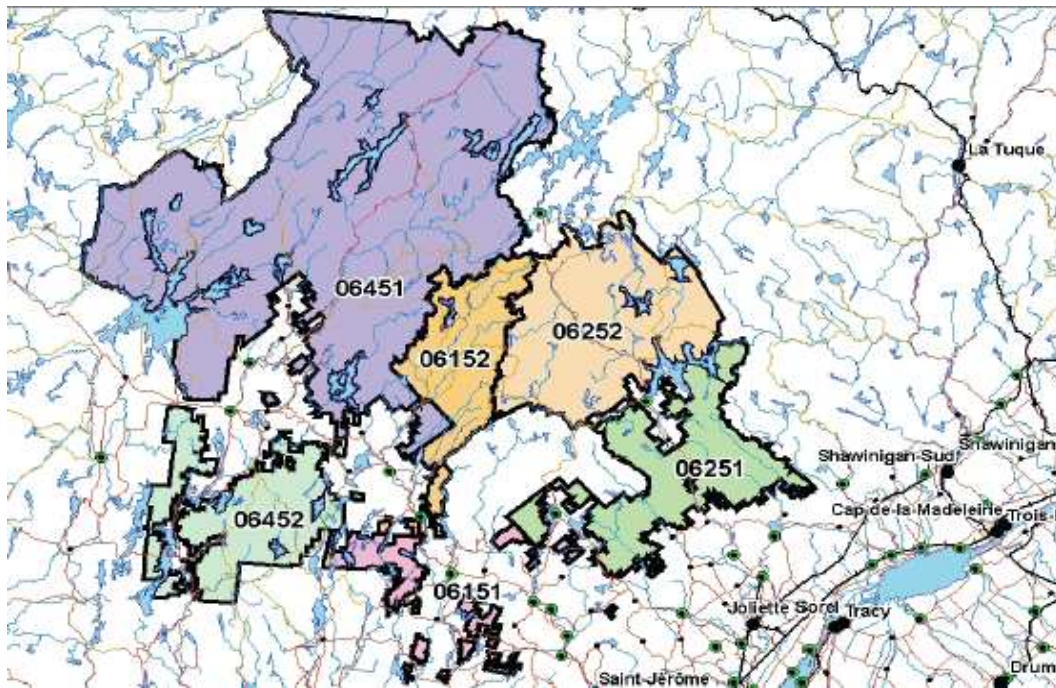 La Tuque
06451
06252
06152
Shawinigan
Shawinigan-Sud
06251
Cap-de-la-Madeleine
Trois-
06452
06151
Joliette
Sorel
Tracy
Saint-Jérôme
Drum